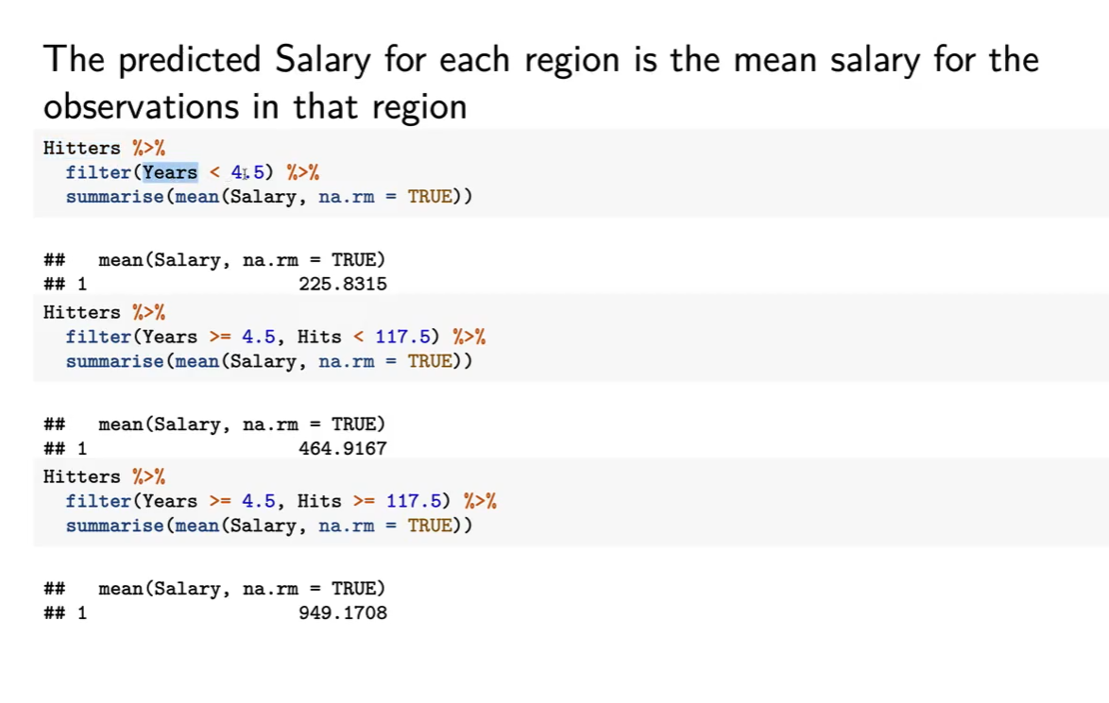 The predicted Salary for each region is the mean salary for the
observations in that region
Hitters %>%
filter(Years < 4.5) %>%
summarise(mean(Salary, na.rm = TRUE))
## mean(Salary, na.rm = TRUE)
## 1 225.8315
Hitters %>%
filter(Years >= 4.5, Hits < 117.5) %>%
summarise(mean(Salary, na.rm = TRUE))
## mean(Salary, na.rm = TRUE)
## 1 464.9167
Hitters %>%
filter(Years >= 4.5, Hits >= 117.5) %>%
summarise(mean(Salary, na.rm = TRUE))
## mean(Salary, na.rm = TRUE)
## 1 949.1708